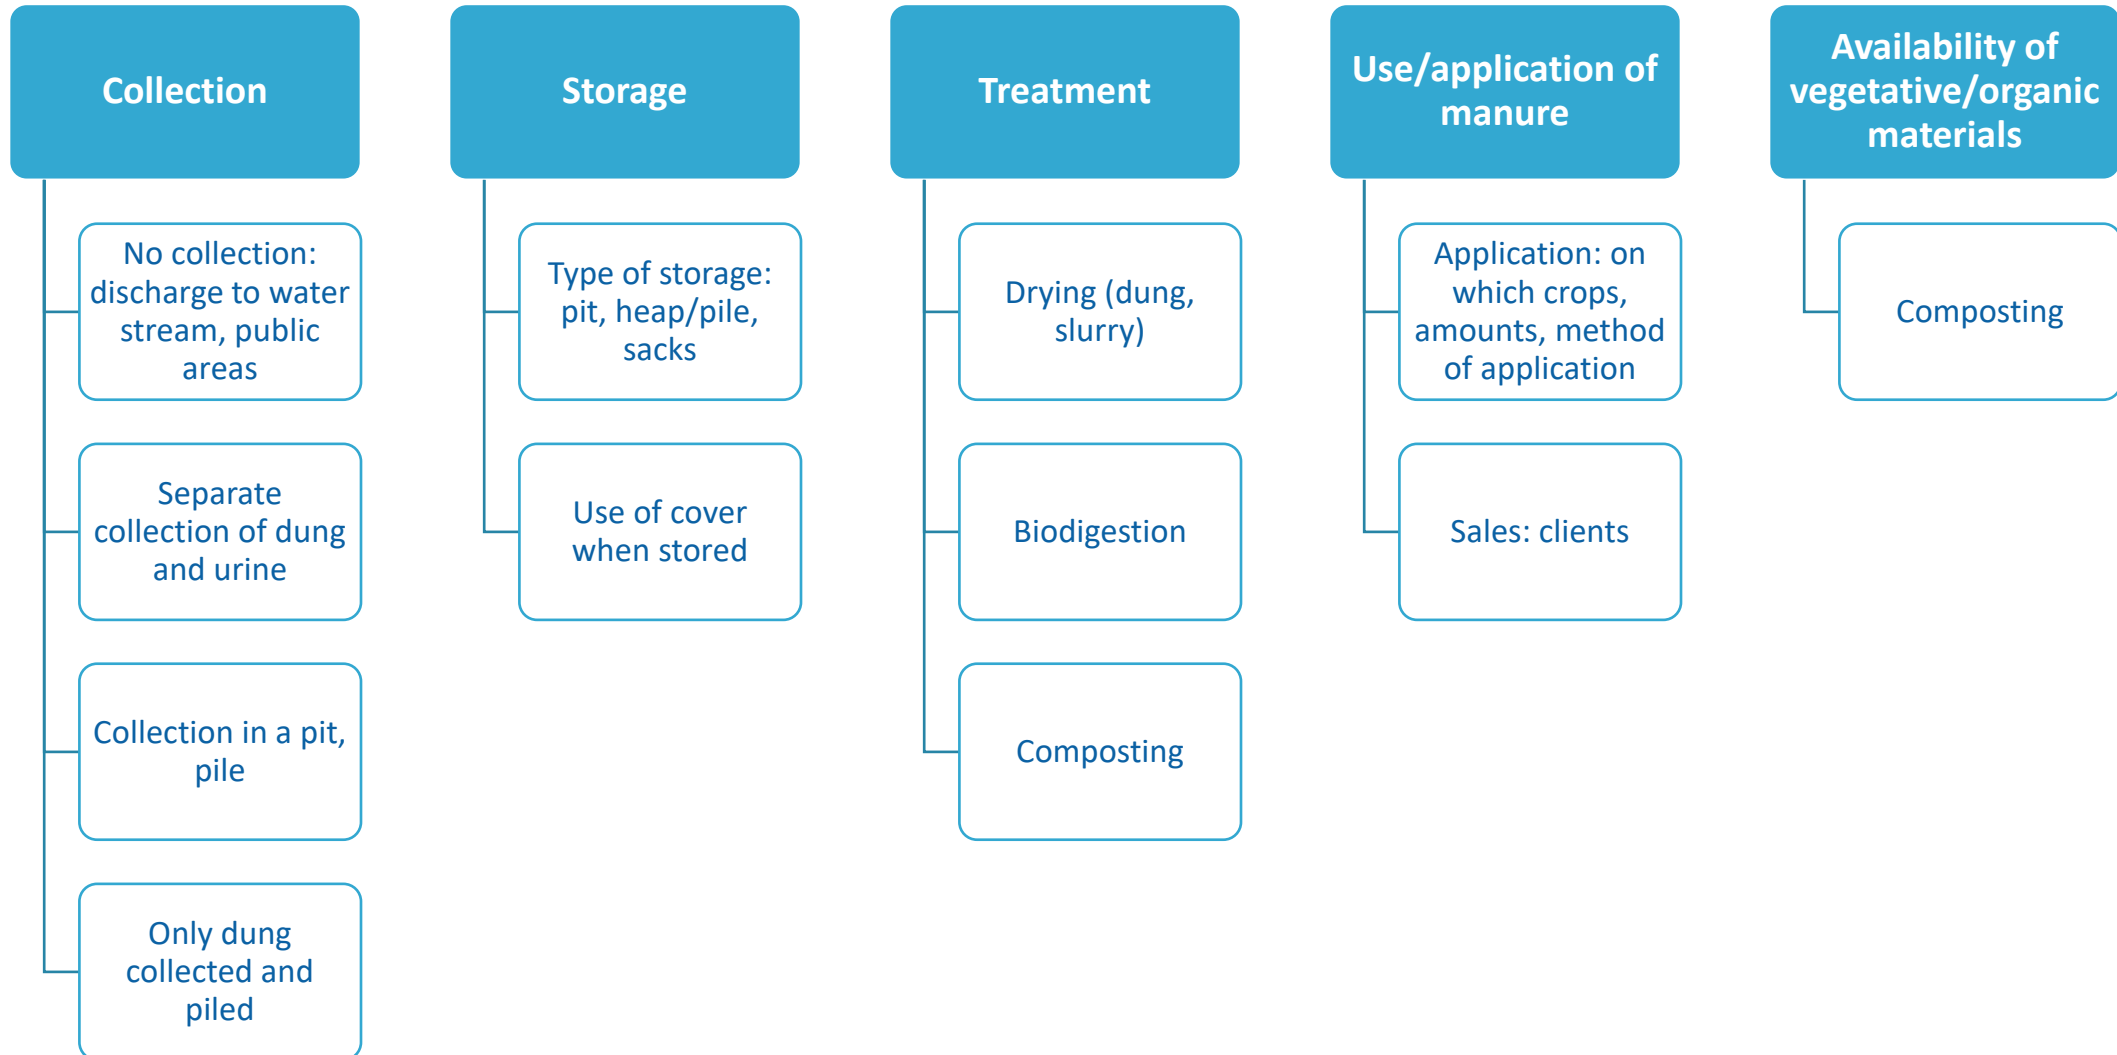 Collection
No collection:
discharge to water
stream, public
areas
Separate
collection of dung
and urine
Collection in a pit,
pile
Only dung
collected and
piled
Storage
Type of storage:
pit, heap/pile,
sacks
Use of cover
when stored
Treatment
Drying (dung,
slurry)
Biodigestion
Composting
Use/application of
manure
Application: on
which crops,
amounts, method
of application
Sales: clients
Availability of
vegetative/organic
materials
Composting